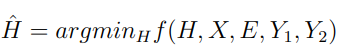 Ĥ = argmin_H f(H, X, E, Y_1, Y_2)